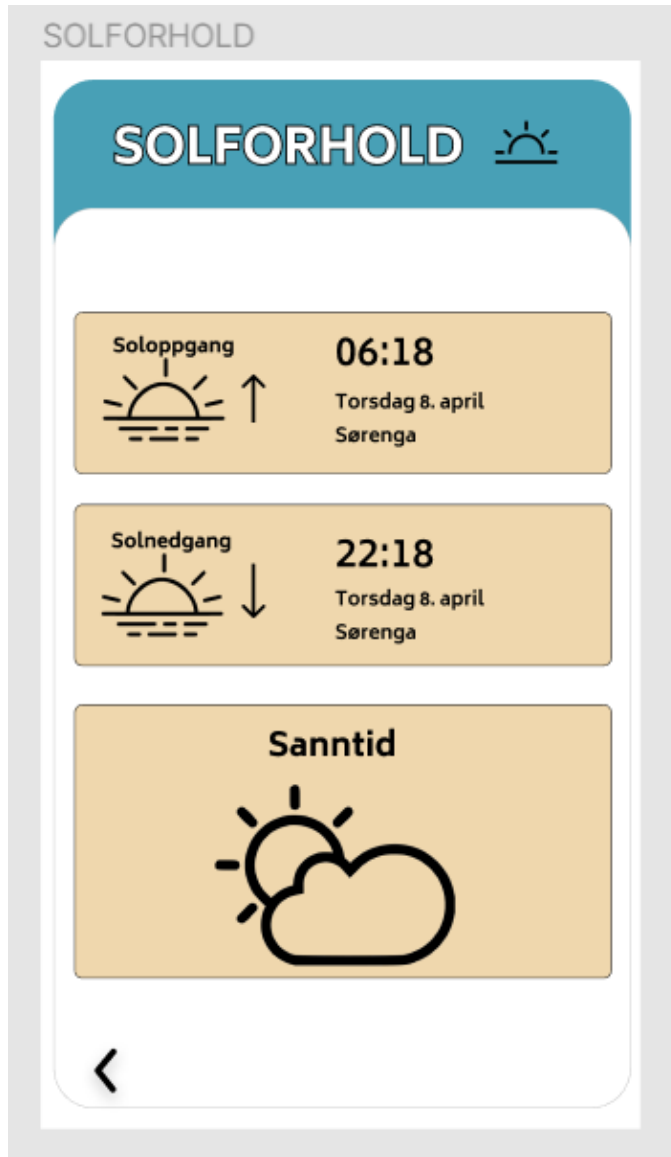 SOLFORHOLD
SOLFORHOLD
Soloppgang
06:18
Torsdag 8. april
Sørenga
Solnedgang
22:18
Torsdag 8. april
Sørenga
Sanntid